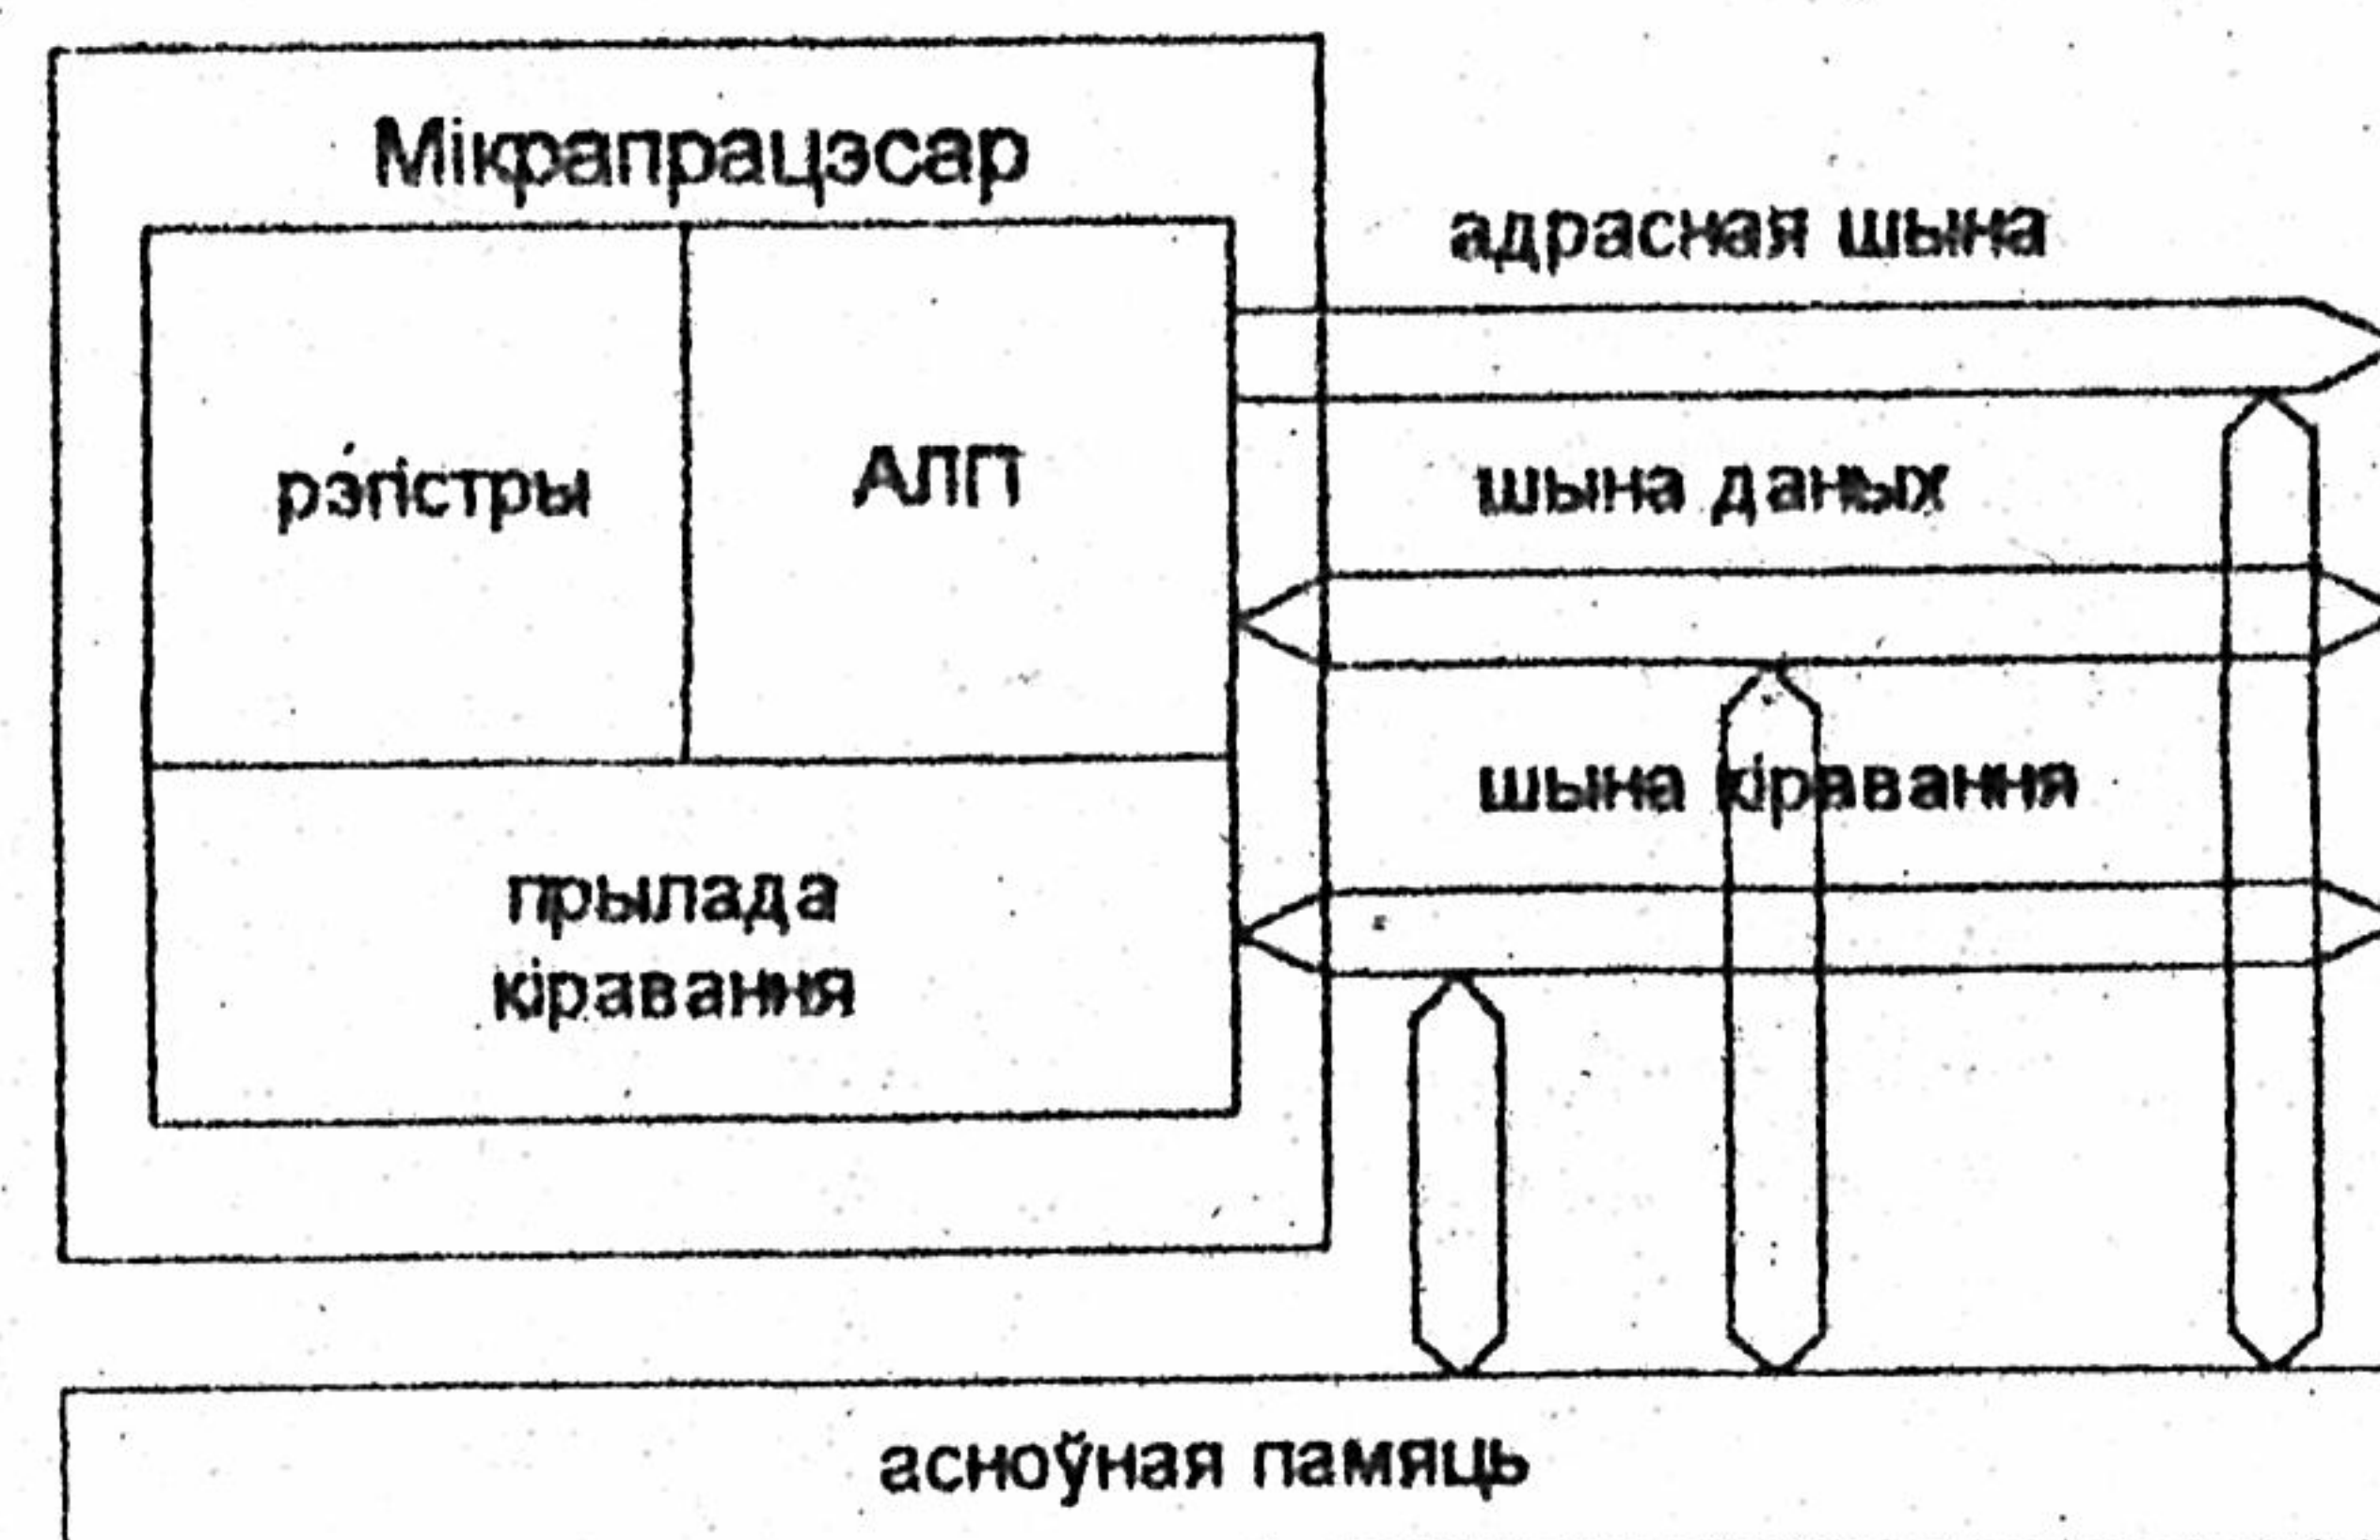 Мікрапрацэсар
адрасная шына
рэгістры
АЛП
шына даных
шына кіравання
прылада
кіравання
асноўная памяць